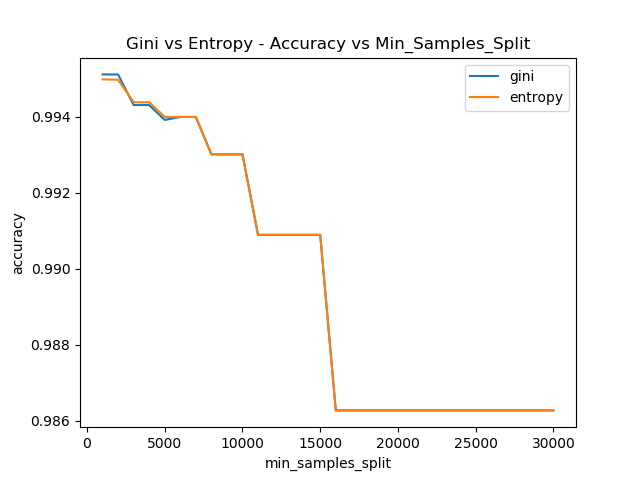 Gini vs Entropy - Accuracy vs Min_Samples_Split
gini
entropy
0.994
0.992
0.990
0.988
0.986
accuracy
0 5000 10000 15000 20000 25000 30000
min_samples_split